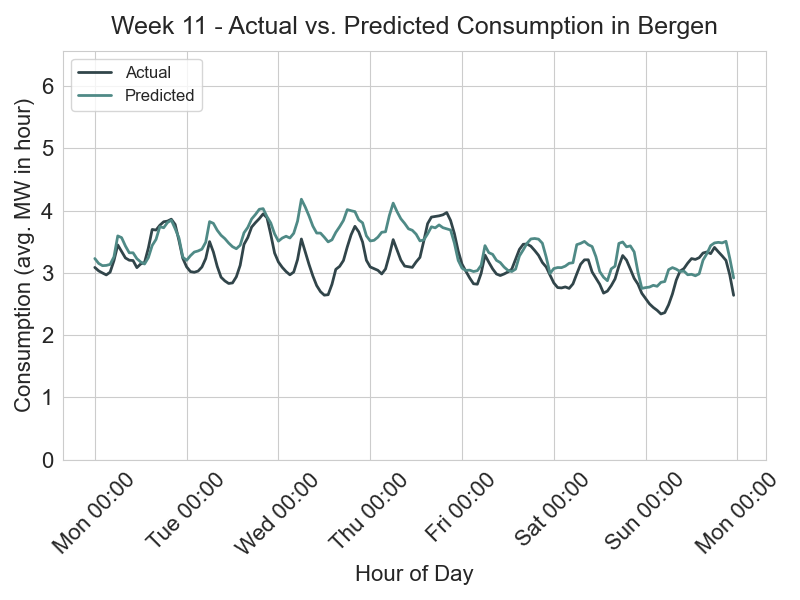 Week 11 - Actual vs. Predicted Consumption in Bergen
Actual
Predicted
Consumption (avg. MW in hour)
6
5
4
3
2
1
0
Mon 00:00
Tue 00:00
Wed 00:00
Thu 00:00
Fri 00:00
Sat 00:00
Sun 00:00
Mon 00:00
Hour of Day